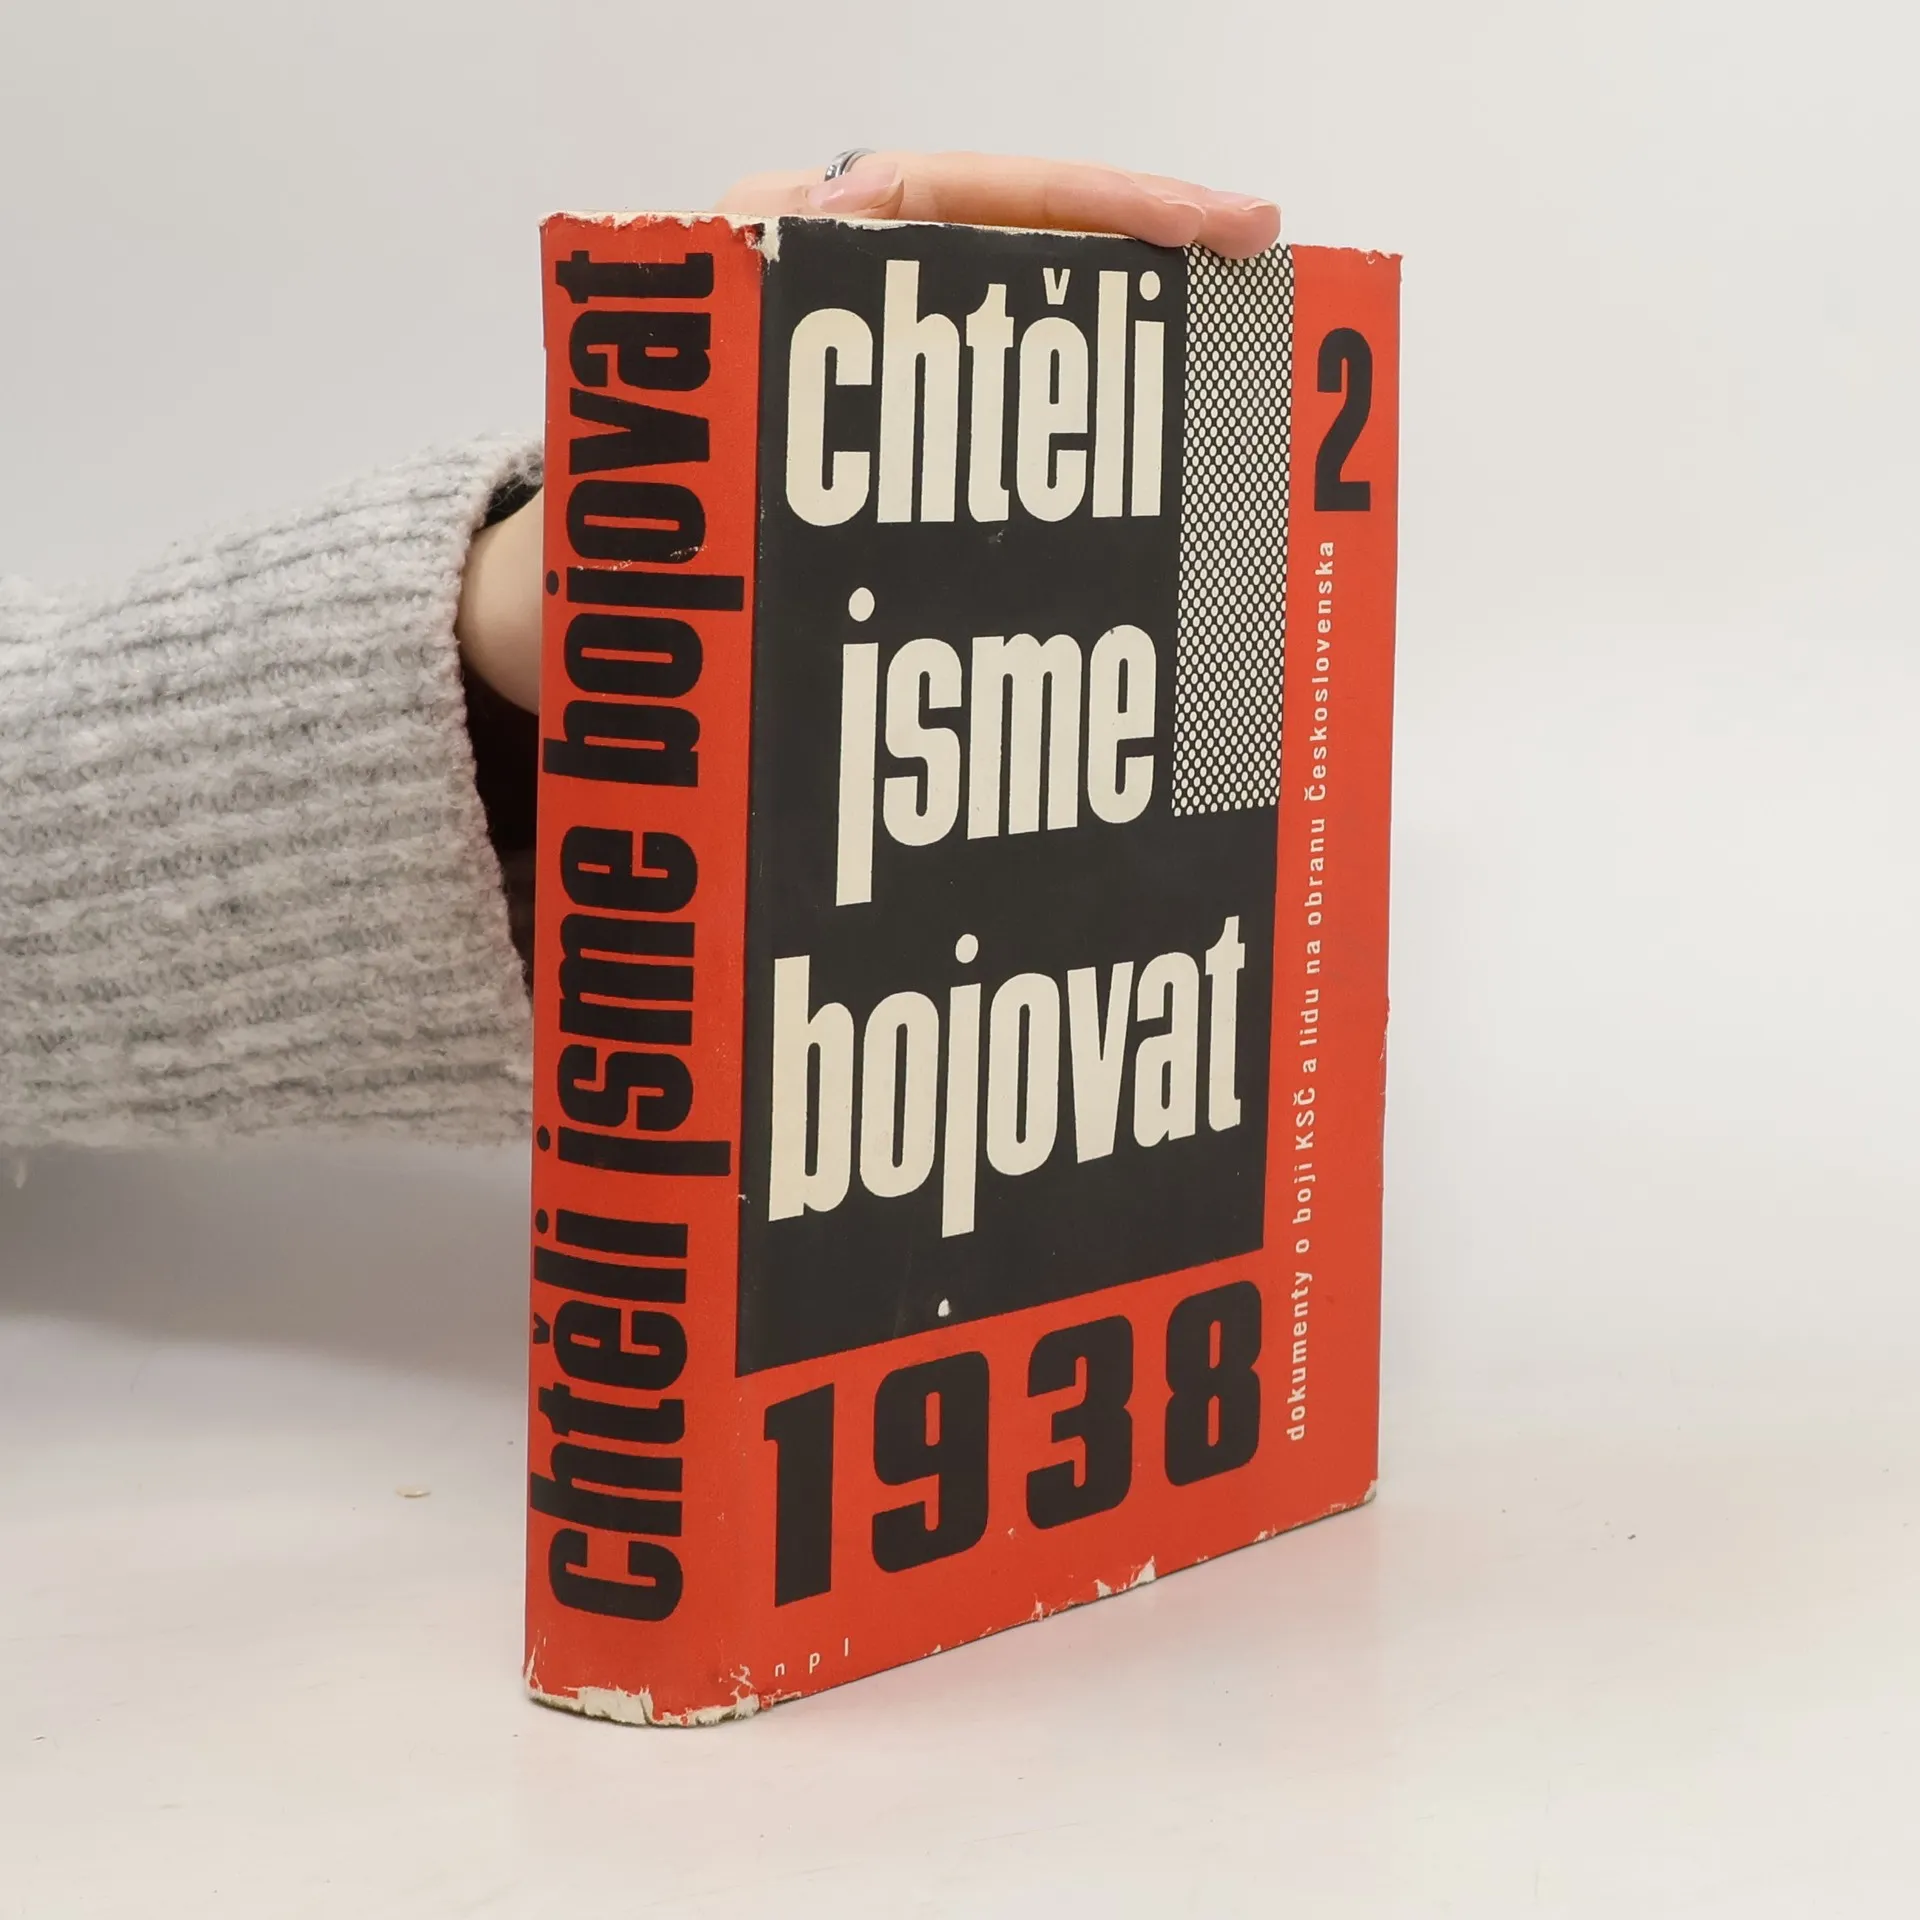 chtěli jsme bojovat
chtěli
jsme
bojovat
1938
2
dokumenty o boji KSČ a lidu na obranu Československa
npl